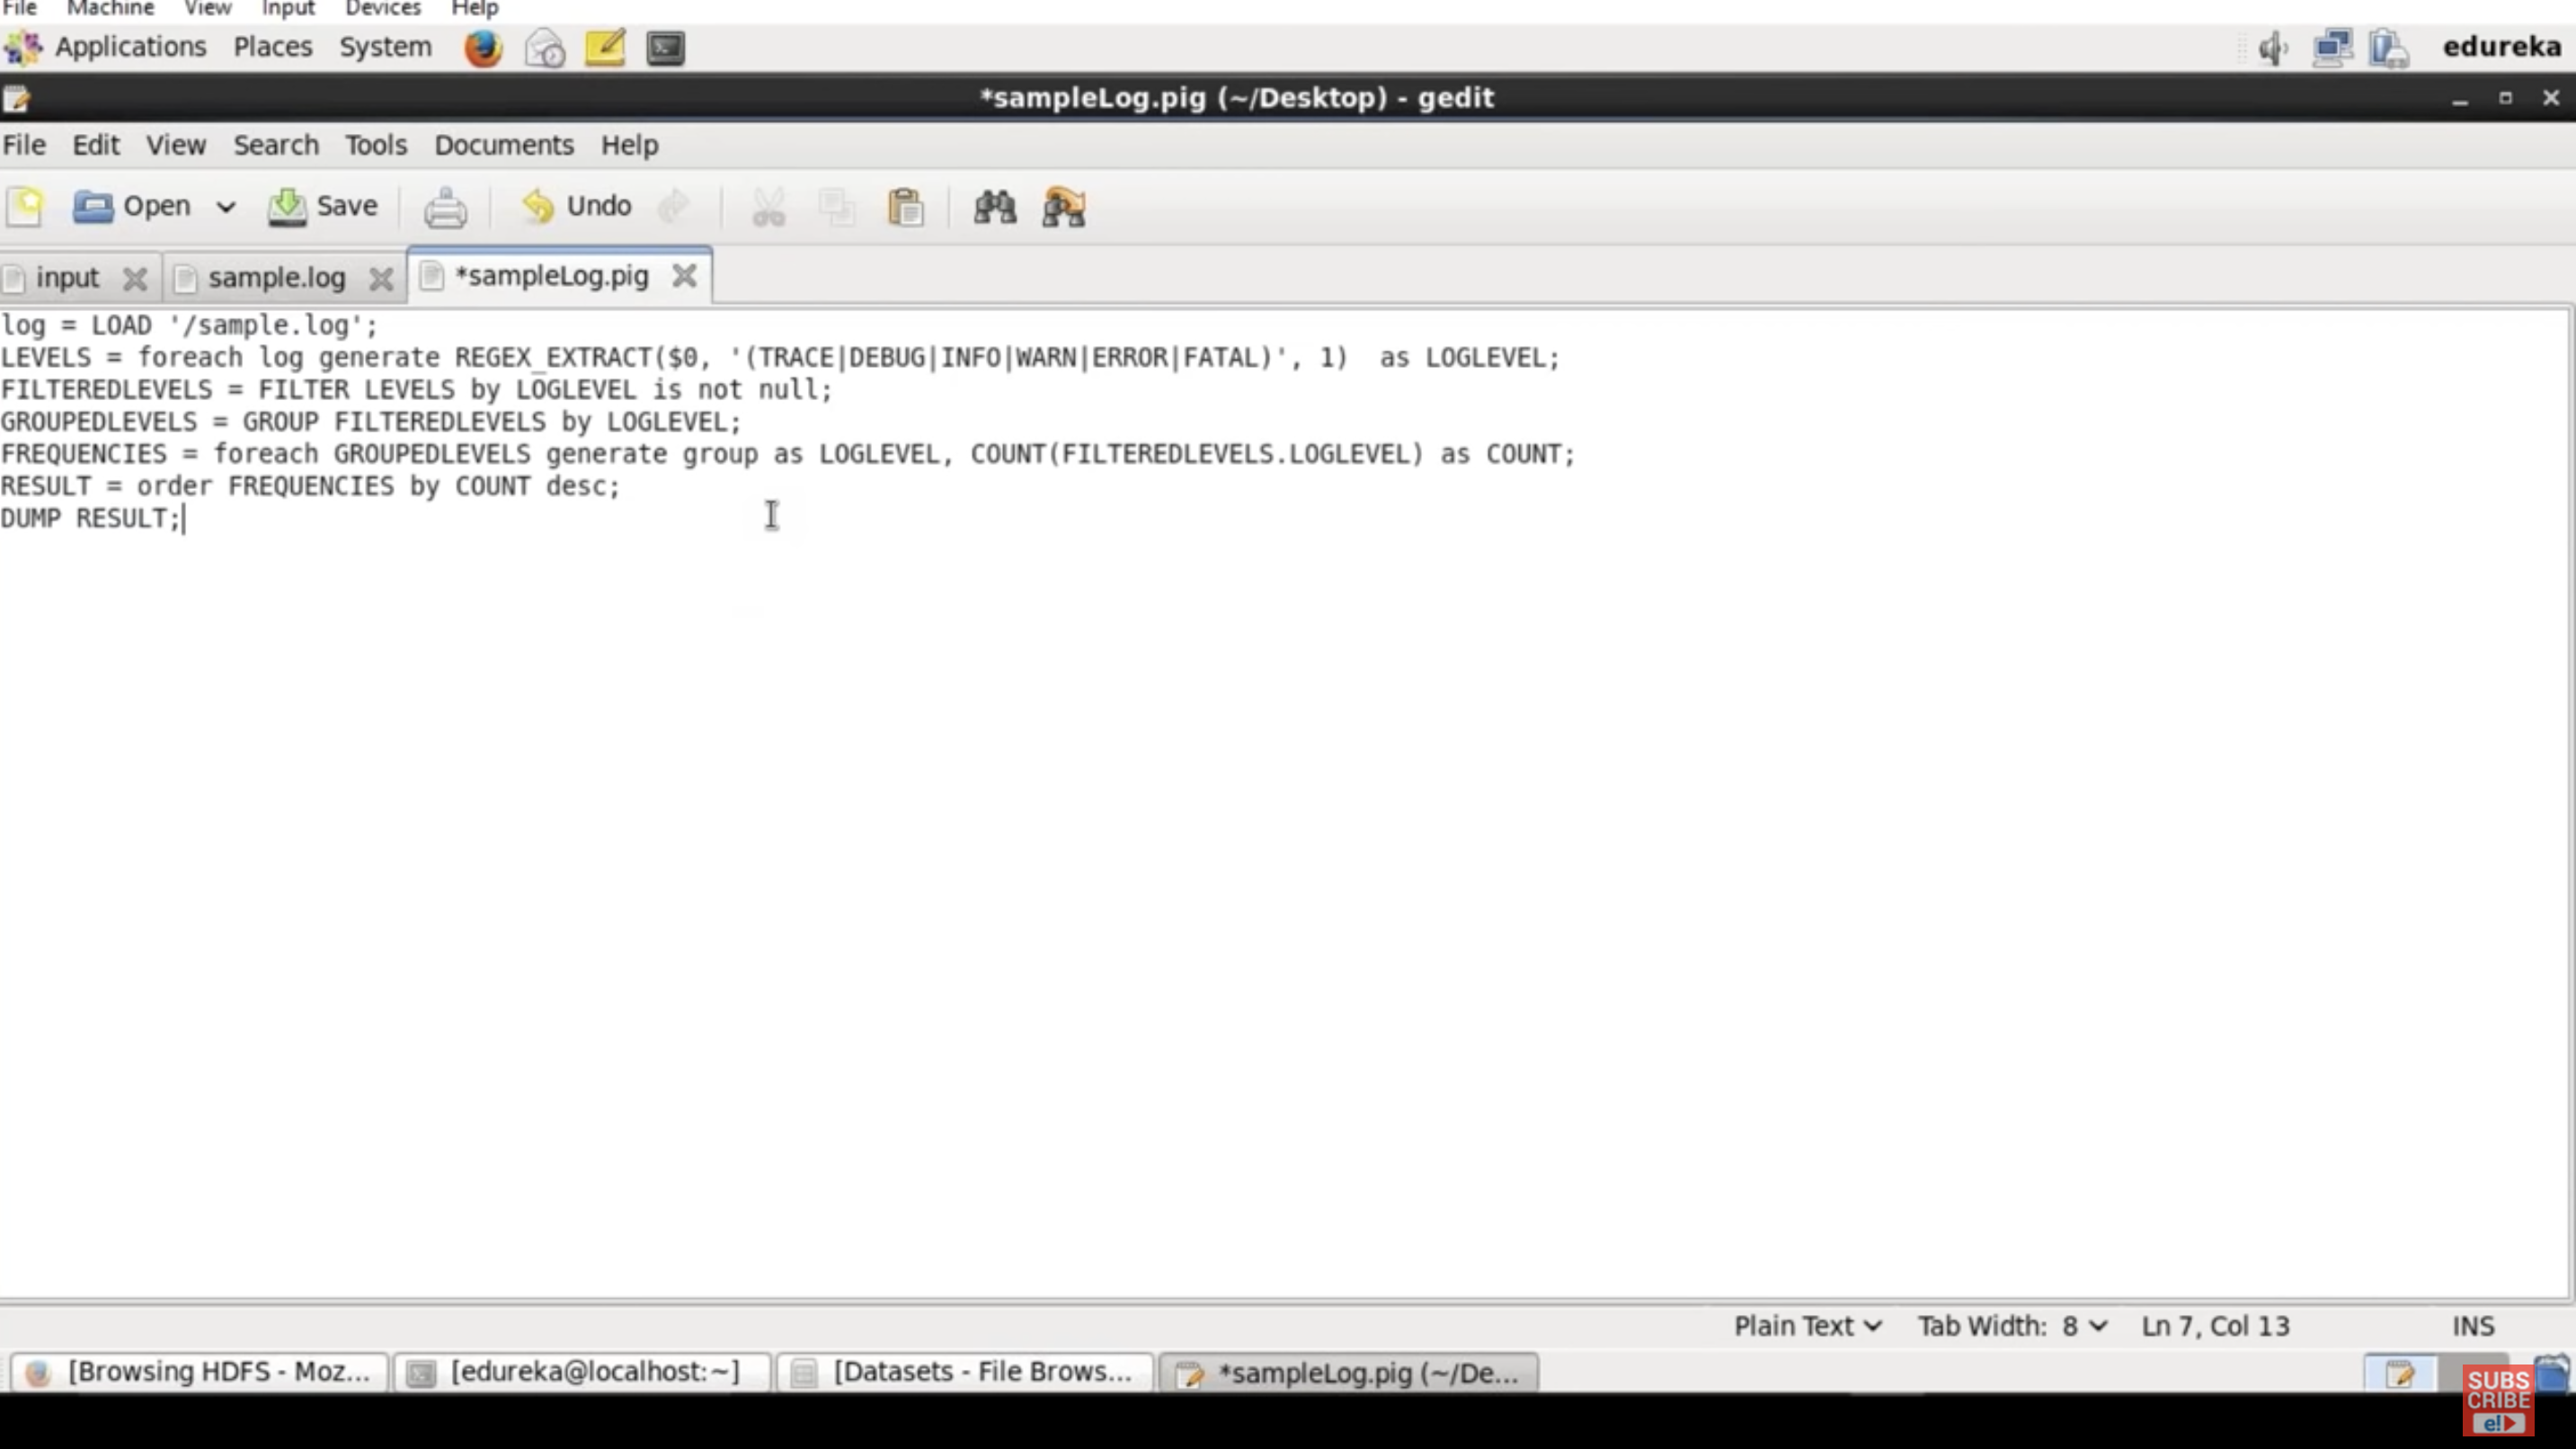 File Machine View Input Devices Help
Applications Places System edureka
*sampleLog.pig (~/Desktop) - gedit
File Edit View Search Tools Documents Help
Open Save Undo
input sample.log *sampleLog.pig
log = LOAD '/sample.log';
LEVELS = foreach log generate REGEX_EXTRACT($0, '(TRACE|DEBUG|INFO|WARN|ERROR|FATAL)', 1)  as LOGLEVEL;
FILTEREDLEVELS = FILTER LEVELS by LOGLEVEL is not null;
GROUPEDLEVELS = GROUP FILTEREDLEVELS by LOGLEVEL;
FREQUENCIES = foreach GROUPEDLEVELS generate group as LOGLEVEL, COUNT(FILTEREDLEVELS.LOGLEVEL) as COUNT;
RESULT = order FREQUENCIES by COUNT desc;
DUMP RESULT;
Plain Text Tab Width: 8 Ln 7, Col 13 INS
[Browsing HDFS - Moz... [edureka@localhost:~] [Datasets - File Brows... *sampleLog.pig (~/De...
SUBS
CRIBE
e!